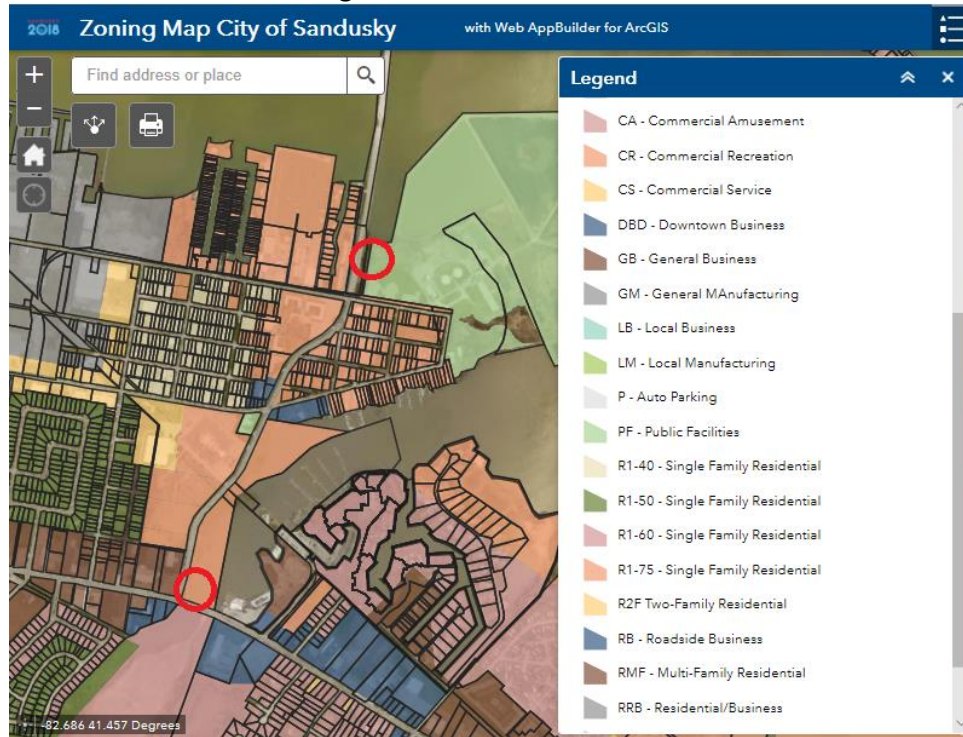 2018 Zoning Map City of Sandusky with Web AppBuilder for ArcGIS
Find address or place
Legend
CA - Commercial Amusement
CR - Commercial Recreation
CS - Commercial Service
DBD - Downtown Business
GB - General Business
GM - General MAnufacturing
LB - Local Business
LM - Local Manufacturing
P - Auto Parking
PF - Public Facilities
R1-40 - Single Family Residential
R1-50 - Single Family Residential
R1-60 - Single Family Residential
R1-75 - Single Family Residential
R2F Two-Family Residential
RB - Roadside Business
RMF - Multi-Family Residential
RRB - Residential/Business
-82.686 41.457 Degrees